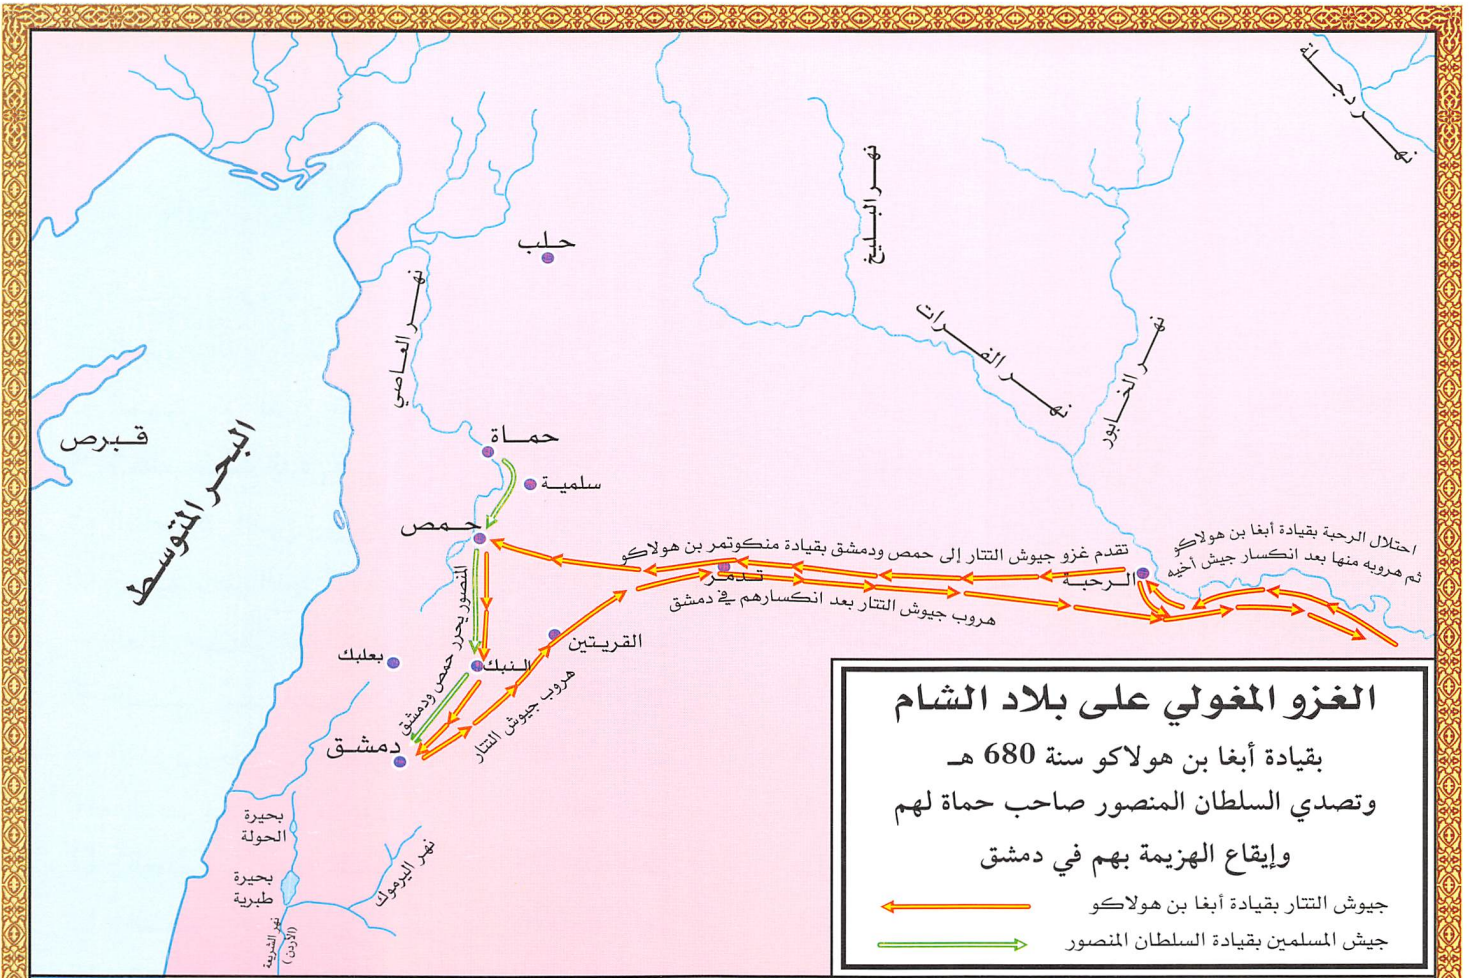 نهر دجلة
نهر البليخ
حلب
نهر العاصي
نهر الفرات
نهر الخابور
قبرص
البحر المتوسط
حماة
سلمية
حمص
احتلال الرحبة بقيادة أبغا بن هولاكو
ثم هروبه منها بعد انكسار جيش أخيه
تقدم غزو جيوش التتار إلى حمص ودمشق بقيادة منكوتمر بن هولاكو
الرحبة
تدمر
هروب جيوش التتار بعد انكسارهم في دمشق
المنصور يحرر حمص ودمشق
القريتين
بعلبك
النبك
هروب جيوش التتار
دمشق
بحيرة
الحولة
بحيرة
طبرية
نهر اليرموك
نهر الشريعة
(الأردن)
الغزو المغولي على بلاد الشام
بقيادة أبغا بن هولاكو سنة 680 هـ
وتصدي السلطان المنصور صاحب حماة لهم
وإيقاع الهزيمة بهم في دمشق
جيوش التتار بقيادة أبغا بن هولاكو
جيش المسلمين بقيادة السلطان المنصور